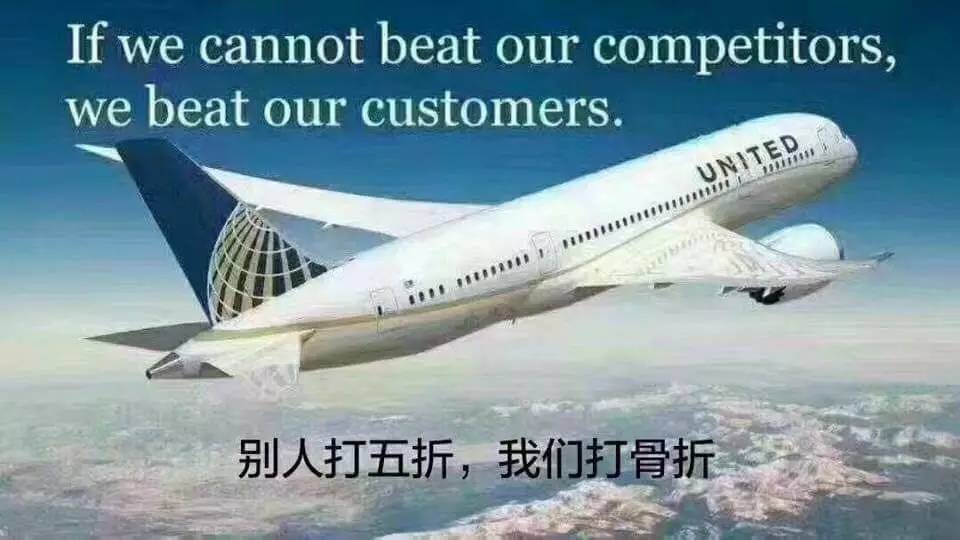 If we cannot beat our competitors,
we beat our customers.
UNITED
别人打五折，我们打骨折